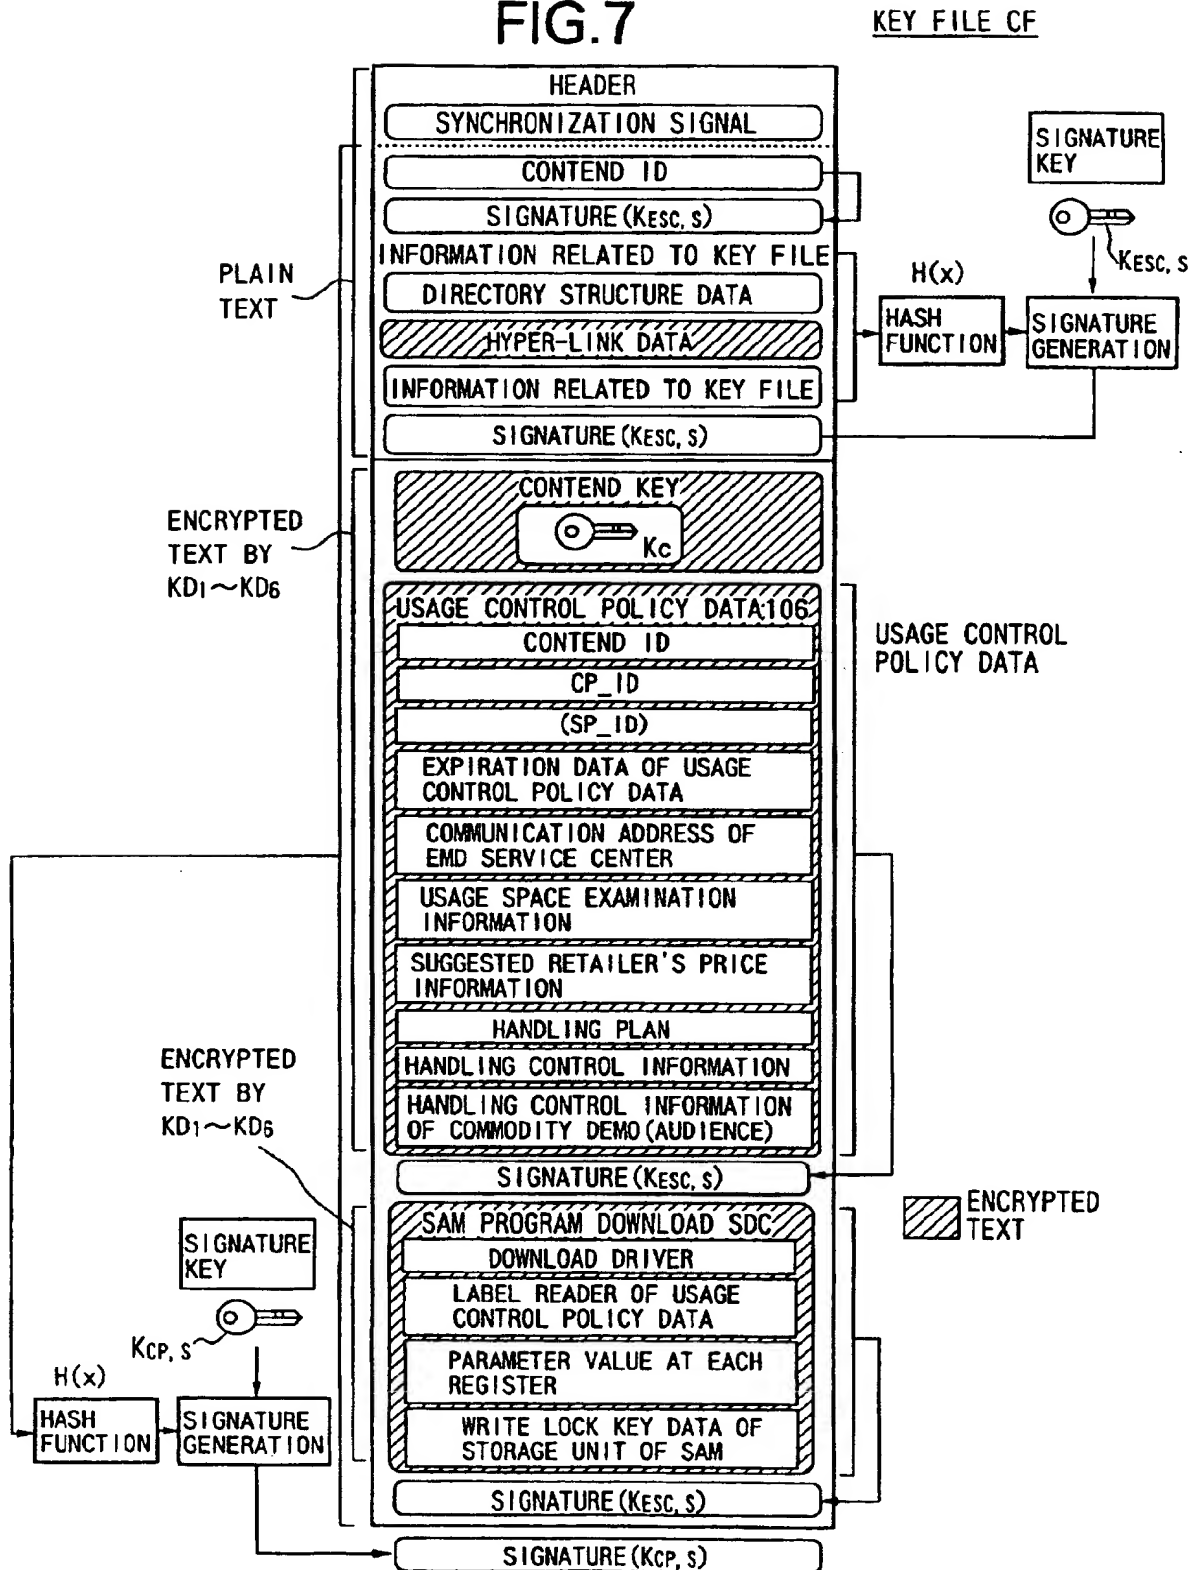 FIG.7
KEY FILE CF
HEADER
SYNCHRONIZATION SIGNAL
CONTEND ID
SIGNATURE(KESC, S)
INFORMATION RELATED TO KEY FILE
DIRECTORY STRUCTURE DATA
HYPER-LINK DATA
INFORMATION RELATED TO KEY FILE
SIGNATURE(KESC, S)
PLAIN
TEXT
SIGNATURE
KEY
KESC, S
H(x)
HASH
FUNCTION
SIGNATURE
GENERATION
ENCRYPTED
TEXT BY
KD1~KD6
CONTEND KEY
Kc
USAGE CONTROL POLICY DATA:106
CONTEND ID
CP_ID
(SP_ID)
EXPIRATION DATA OF USAGE
CONTROL POLICY DATA
COMMUNICATION ADDRESS OF
EMD SERVICE CENTER
USAGE SPACE EXAMINATION
INFORMATION
SUGGESTED RETAILER'S PRICE
INFORMATION
HANDLING PLAN
HANDLING CONTROL INFORMATION
HANDLING CONTROL INFORMATION
OF COMMODITY DEMO(AUDIENCE)
USAGE CONTROL
POLICY DATA
SIGNATURE(KESC, S)
ENCRYPTED
TEXT BY
KD1~KD6
SAM PROGRAM DOWNLOAD SDC
DOWNLOAD DRIVER
LABEL READER OF USAGE
CONTROL POLICY DATA
PARAMETER VALUE AT EACH
REGISTER
WRITE LOCK KEY DATA OF
STORAGE UNIT OF SAM
SIGNATURE(KESC, S)
ENCRYPTED
TEXT
SIGNATURE
KEY
KCP, S
H(x)
HASH
FUNCTION
SIGNATURE
GENERATION
SIGNATURE(KCP, S)